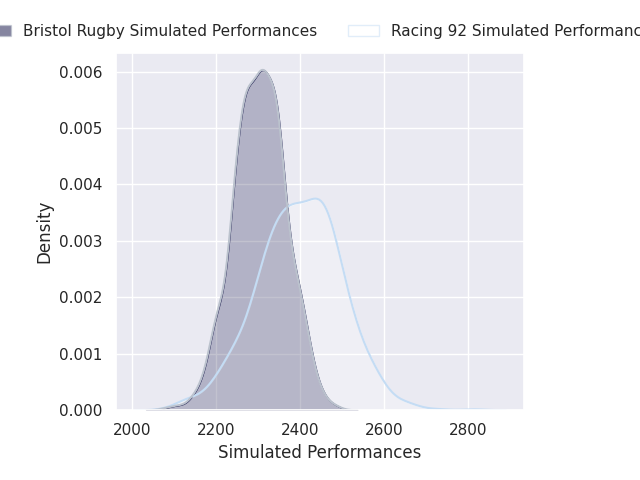 Bristol Rugby Simulated Performances
Racing 92 Simulated
0.006
0.005
0.004
0.003
0.002
0.001
0.000
Density
2000 2200 2400 2600 2800
Simulated Performances